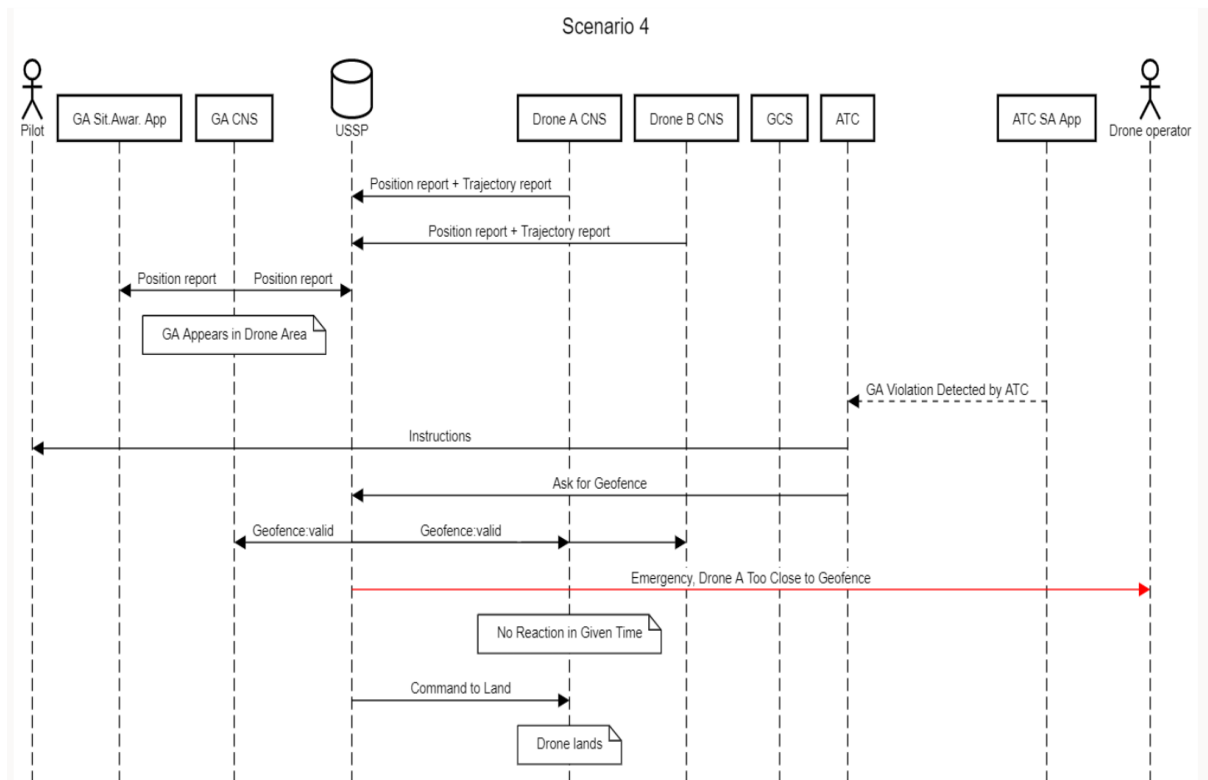 Scenario 4
Pilot
GA Sit.Awar. App
GA CNS
USSP
Drone A CNS
Drone B CNS
GCS
ATC
ATC SA App
Drone operator
Position report + Trajectory report
Position report + Trajectory report
Position report
Position report
GA Appears in Drone Area
GA Violation Detected by ATC
Instructions
Ask for Geofence
Geofence:valid
Geofence:valid
Emergency, Drone A Too Close to Geofence
No Reaction in Given Time
Command to Land
Drone lands